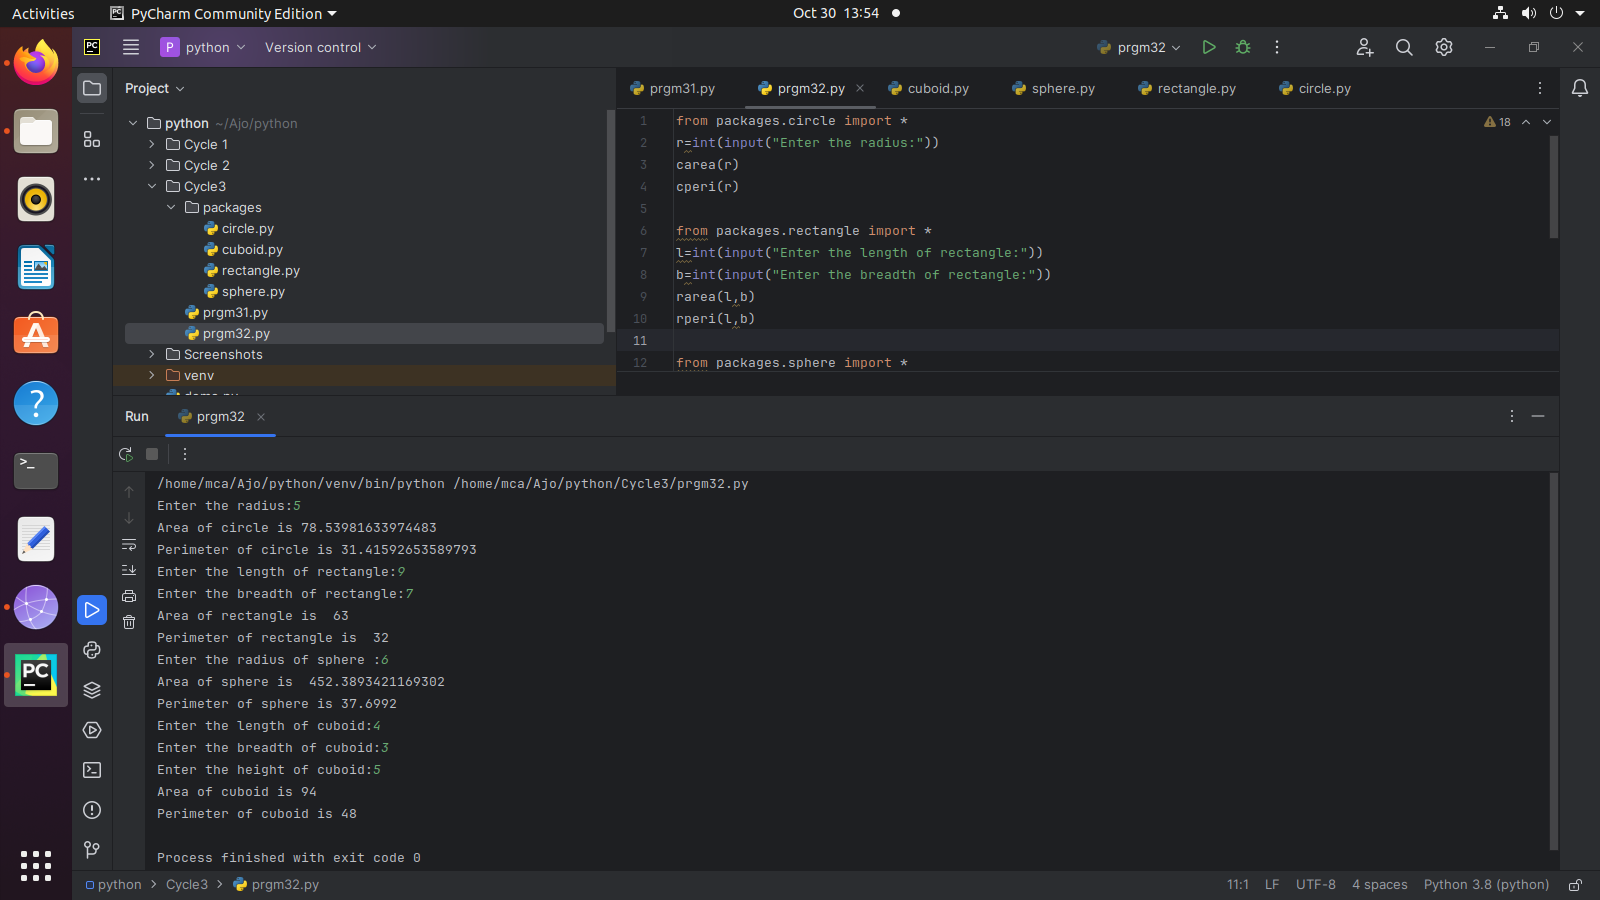 Activities
PyCharm Community Edition
Oct 30 13:54
PC
P python
Version control
prgm32
Project
prgm31.py
prgm32.py
cuboid.py
sphere.py
rectangle.py
circle.py
python ~/Ajo/python
Cycle 1
Cycle 2
Cycle3
packages
circle.py
cuboid.py
rectangle.py
sphere.py
prgm31.py
prgm32.py
Screenshots
venv
18
1 from packages.circle import *
2 r=int(input("Enter the radius:"))
3 carea(r)
4 cperi(r)
5
6 from packages.rectangle import *
7 l=int(input("Enter the length of rectangle:"))
8 b=int(input("Enter the breadth of rectangle:"))
9 rarea(l,b)
10 rperi(l,b)
11
12 from packages.sphere import *
Run
prgm32
/home/mca/Ajo/python/venv/bin/python /home/mca/Ajo/python/Cycle3/prgm32.py
Enter the radius:5
Area of circle is 78.53981633974483
Perimeter of circle is 31.41592653589793
Enter the length of rectangle:9
Enter the breadth of rectangle:7
Area of rectangle is  63
Perimeter of rectangle is  32
Enter the radius of sphere :6
Area of sphere is  452.3893421169302
Perimeter of sphere is 37.6992
Enter the length of cuboid:4
Enter the breadth of cuboid:3
Enter the height of cuboid:5
Area of cuboid is 94
Perimeter of cuboid is 48
Process finished with exit code 0
PC
python > Cycle3 > prgm32.py
11:1
LF
UTF-8
4 spaces
Python 3.8 (python)